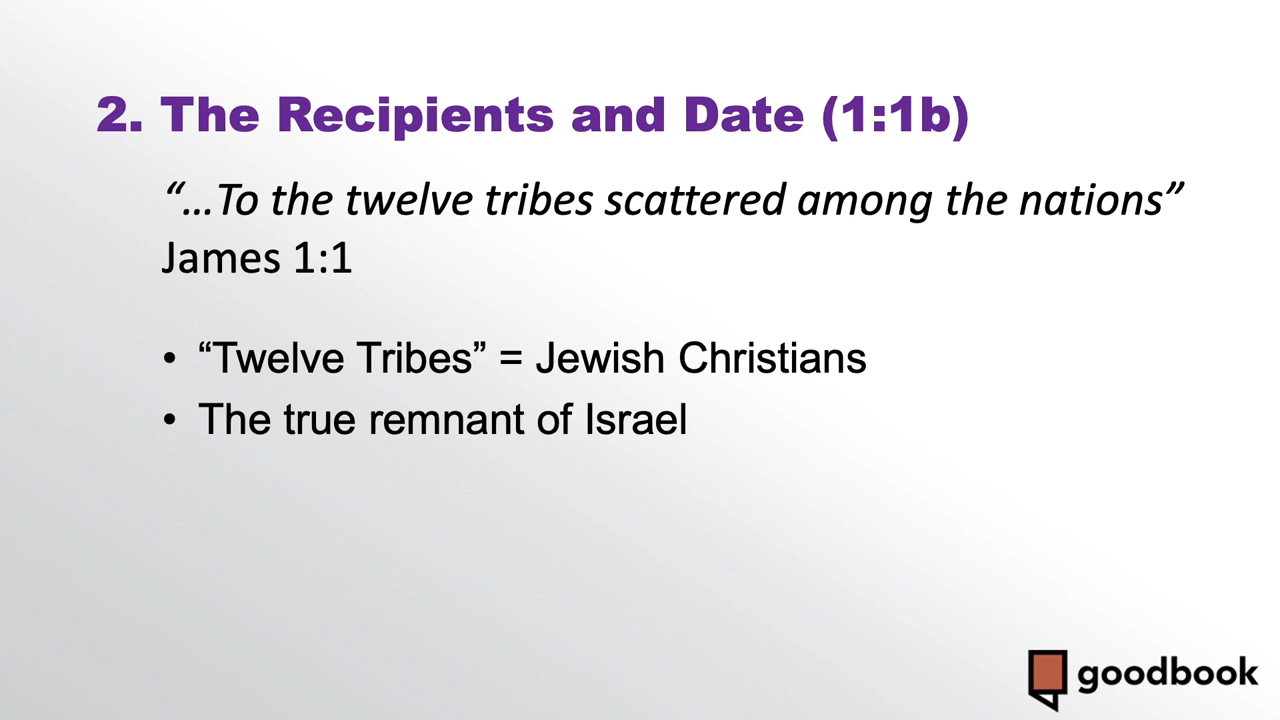 2. The Recipients and Date (1:1b)
“…To the twelve tribes scattered among the nations”
James 1:1
• “Twelve Tribes” = Jewish Christians
• The true remnant of Israel
goodbook